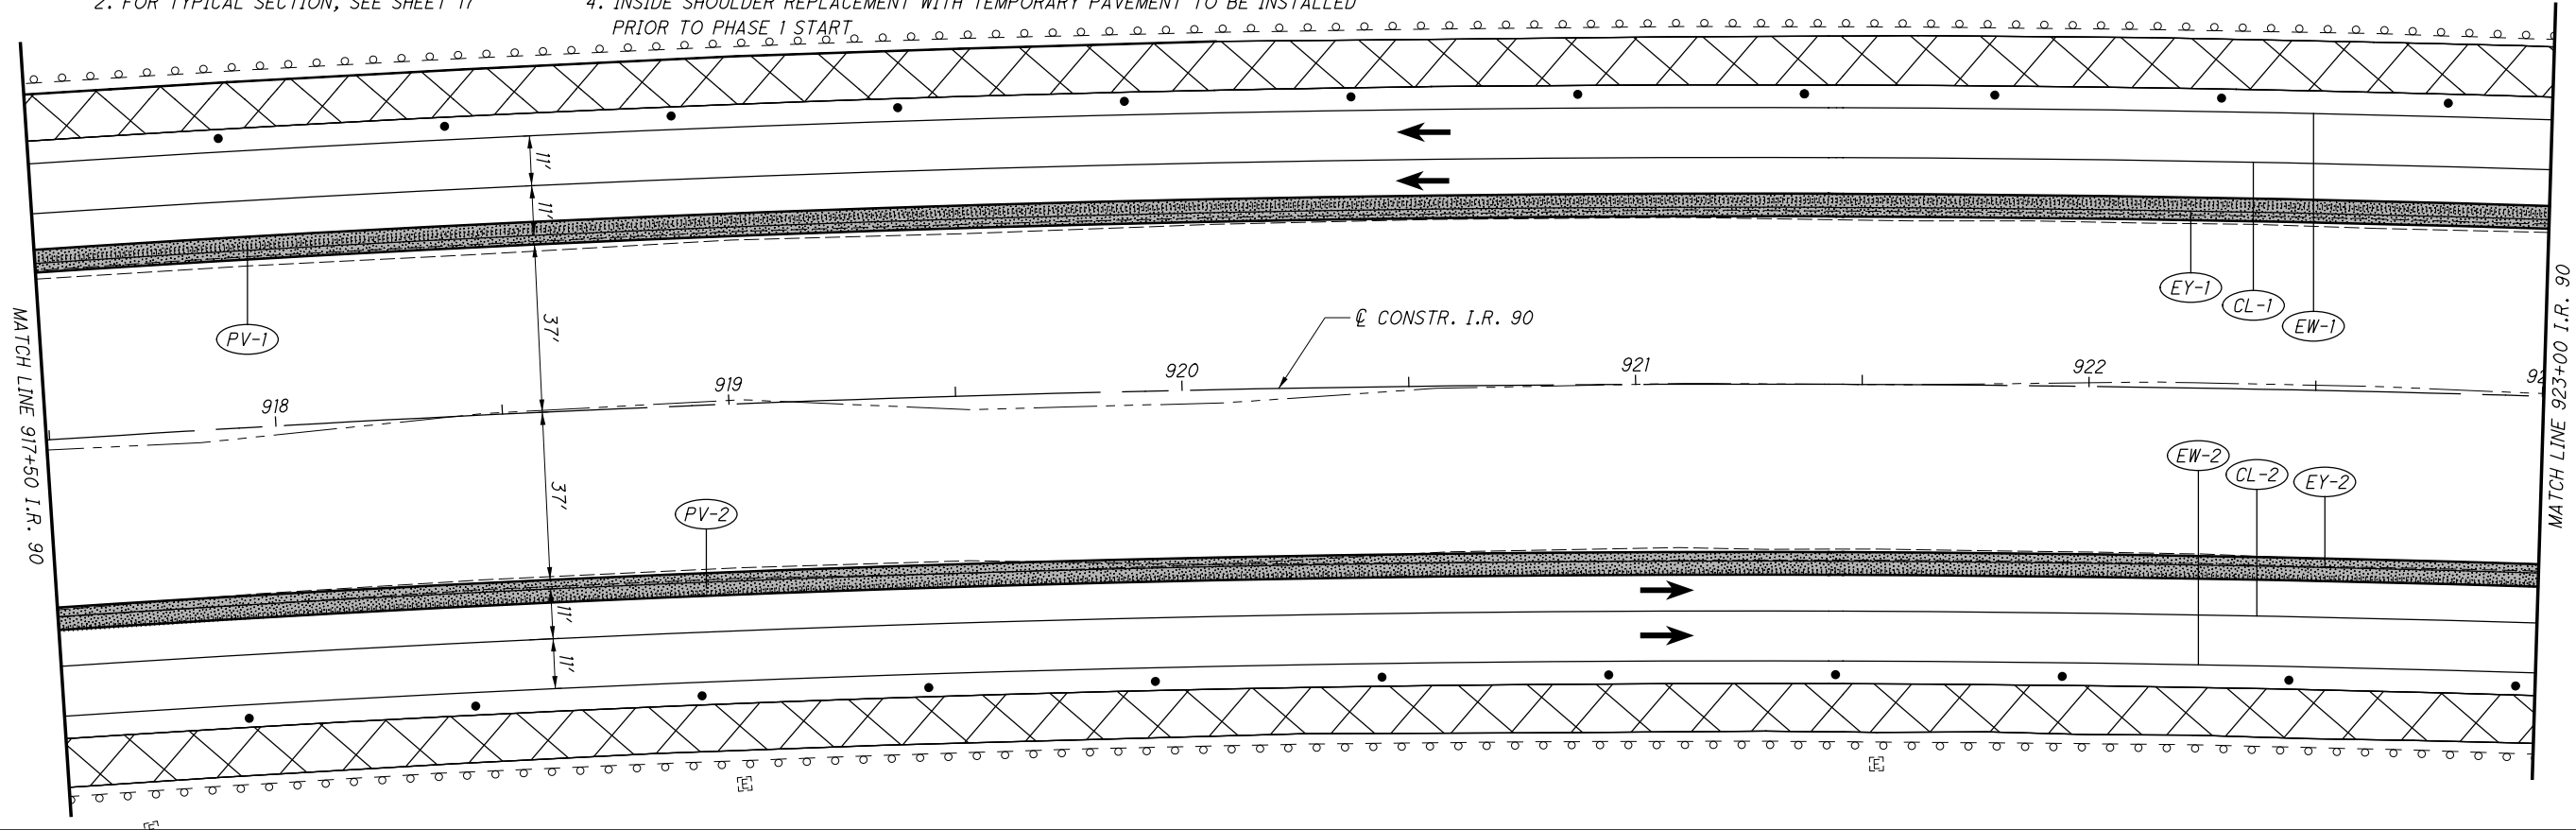 2. FOR TYPICAL SECTION, SEE SHEET 17
4. INSIDE SHOULDER REPLACEMENT WITH TEMPORARY PAVEMENT TO BE INSTALLED
PRIOR TO PHASE 1 START
11'
11'
EY-1
CL-1
EW-1
PV-1
37'
℄ CONSTR. I.R. 90
918
919
920
921
922
92
MATCH LINE 917+50 I.R. 90
MATCH LINE 923+00 I.R. 90
37'
EW-2
CL-2
EY-2
PV-2
11'
11'
[E]
[E]